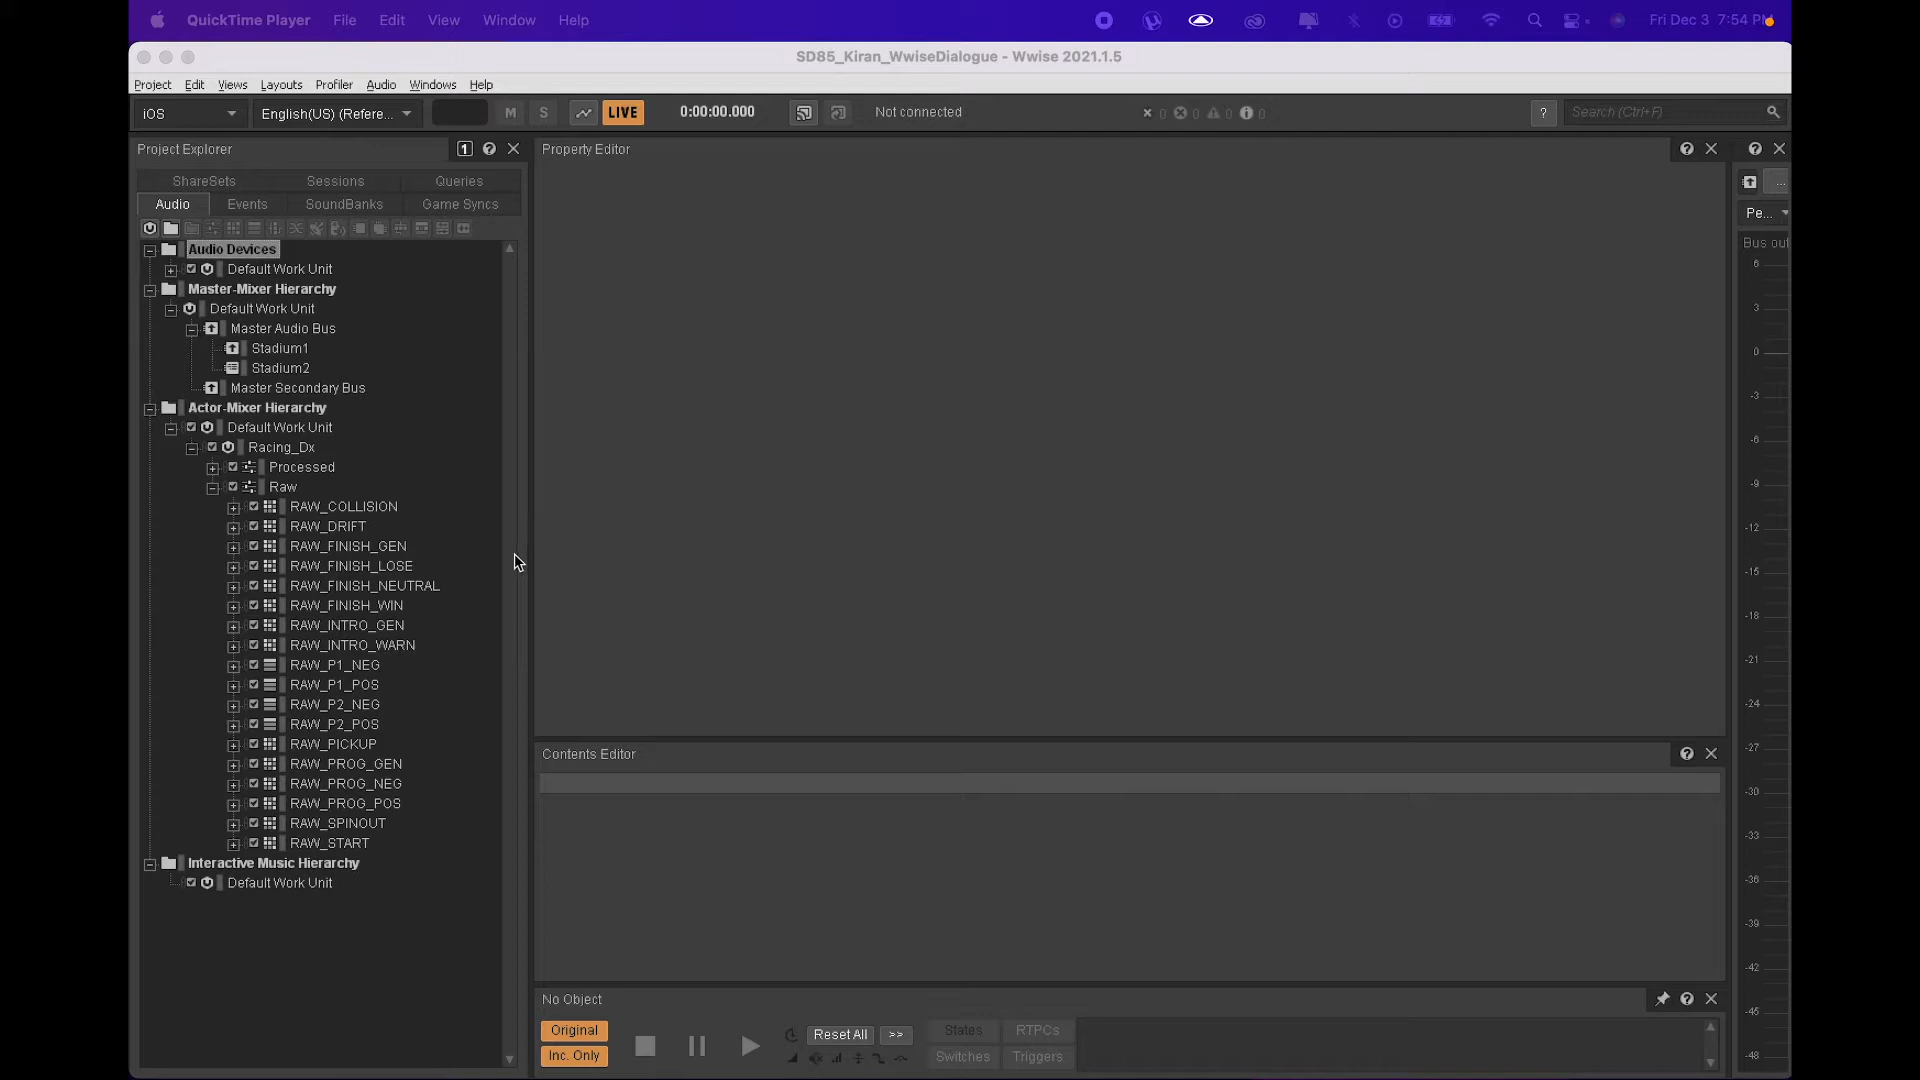 QuickTime Player File Edit View Window Help Fri Dec 3 7:54 PM
SD85_Kiran_WwiseDialogue - Wwise 2021.1.5
Project Edit Views Layouts Profiler Audio Windows Help
iOS English(US) (Refere... M S LIVE 0:00:00.000 Not connected 0 0 0 0 ? Search (Ctrl+F)
Project Explorer 1
Property Editor
ShareSets Sessions Queries
Audio Events SoundBanks Game Syncs
Audio Devices
Default Work Unit
Master-Mixer Hierarchy
Default Work Unit
Master Audio Bus
Stadium1
Stadium2
Master Secondary Bus
Actor-Mixer Hierarchy
Default Work Unit
Racing_Dx
Processed
Raw
RAW_COLLISION
RAW_DRIFT
RAW_FINISH_GEN
RAW_FINISH_LOSE
RAW_FINISH_NEUTRAL
RAW_FINISH_WIN
RAW_INTRO_GEN
RAW_INTRO_WARN
RAW_P1_NEG
RAW_P1_POS
RAW_P2_NEG
RAW_P2_POS
RAW_PICKUP
RAW_PROG_GEN
RAW_PROG_NEG
RAW_PROG_POS
RAW_SPINOUT
RAW_START
Interactive Music Hierarchy
Default Work Unit
Contents Editor
No Object
Original
Inc. Only
Reset All >>
States RTPCs
Switches Triggers
...
Pe...
Bus out
6
3
0
-3
-6
-9
-12
-15
-18
-21
-24
-27
-30
-33
-36
-39
-42
-45
-48